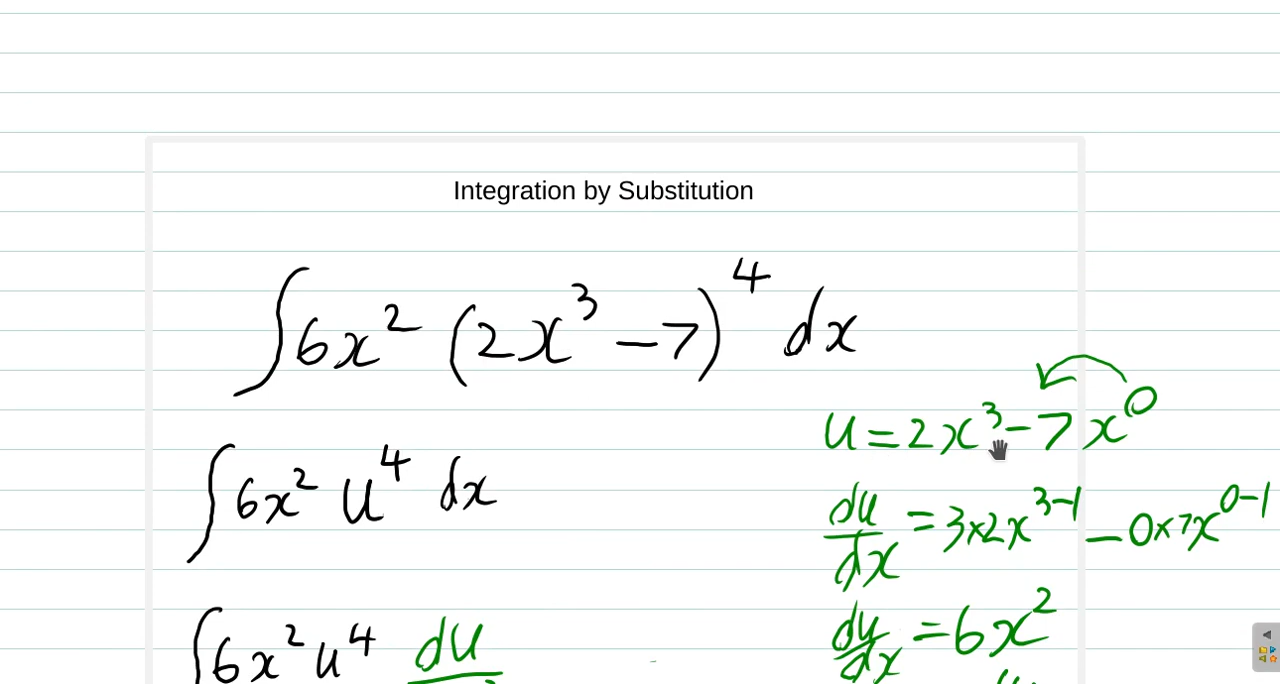 Integration by Substitution
∫6x² (2x³ − 7)⁴ dx
u = 2x³ − 7x⁰
∫6x² u⁴ dx
du/dx = 3×2x³⁻¹ − 0×7x⁰⁻¹
du/dx = 6x²
∫6x² u⁴ du